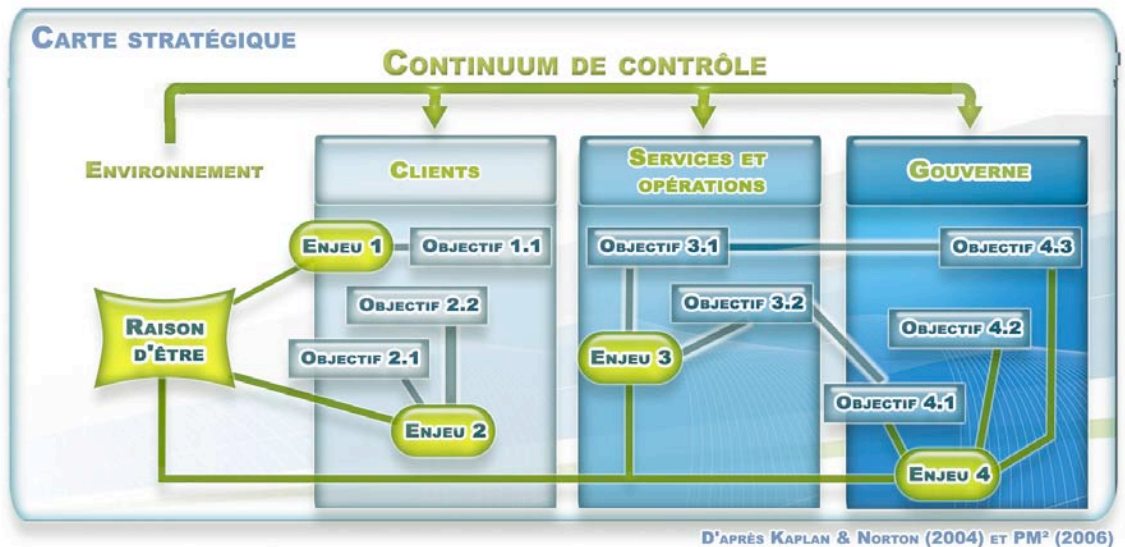 CARTE STRATÉGIQUE
CONTINUUM DE CONTRÔLE
ENVIRONNEMENT
CLIENTS
SERVICES ET
OPÉRATIONS
GOUVERNE
ENJEU 1
OBJECTIF 1.1
OBJECTIF 3.1
OBJECTIF 4.3
OBJECTIF 2.2
OBJECTIF 3.2
RAISON
D'ÊTRE
OBJECTIF 2.1
ENJEU 3
OBJECTIF 4.2
OBJECTIF 4.1
ENJEU 2
ENJEU 4
D'APRÈS KAPLAN & NORTON (2004) ET PM² (2006)